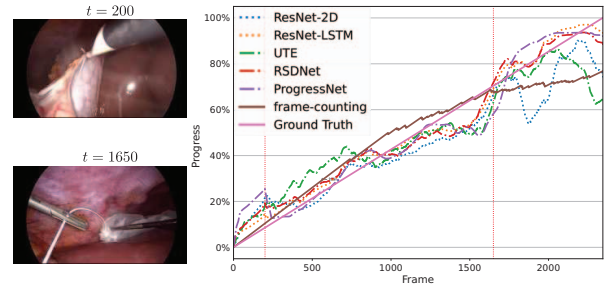 t = 200
t = 1650
100%
80%
60%
40%
20%
0%
Progress
ResNet-2D
ResNet-LSTM
UTE
RSDNet
ProgressNet
frame-counting
Ground Truth
0 500 1000 1500 2000
Frame